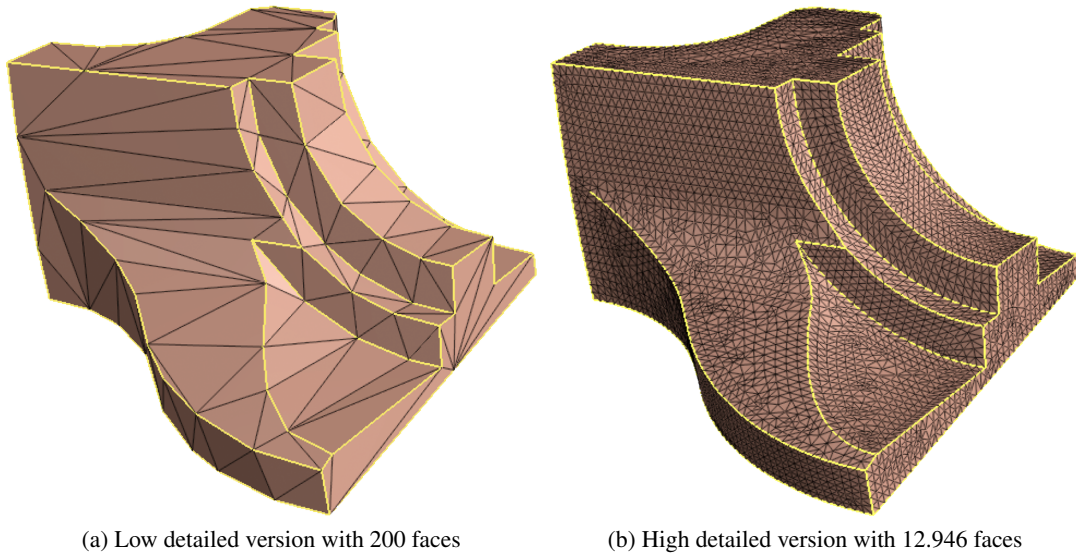 (a) Low detailed version with 200 faces
(b) High detailed version with 12.946 faces